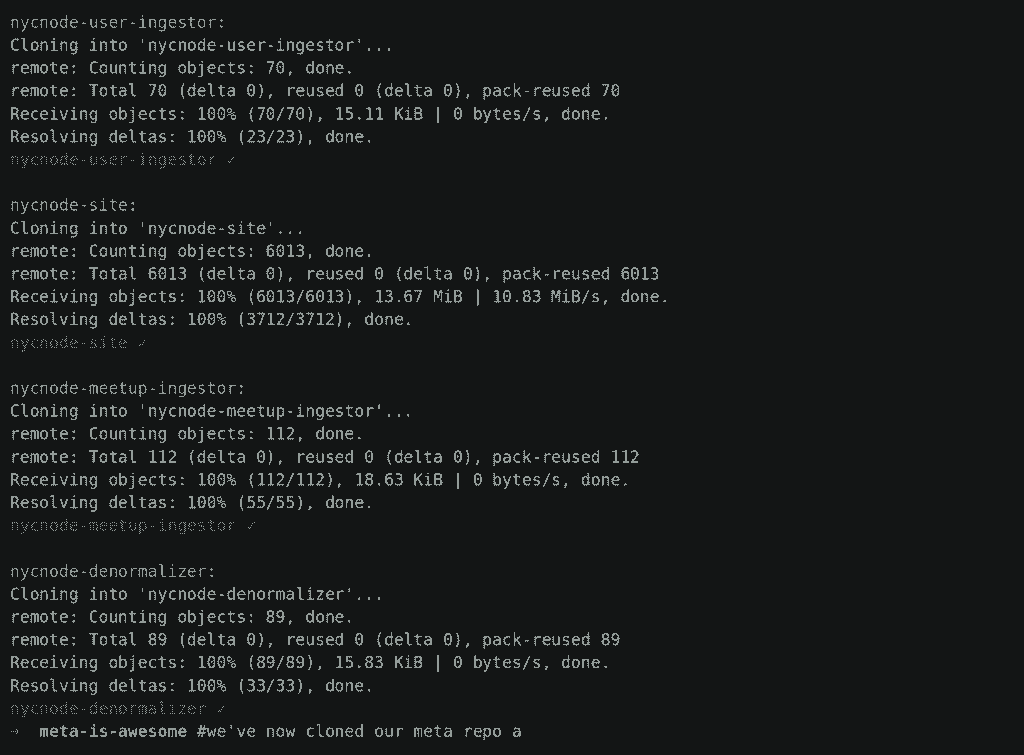 nycnode-user-ingestor:
Cloning into 'nycnode-user-ingestor'...
remote: Counting objects: 70, done.
remote: Total 70 (delta 0), reused 0 (delta 0), pack-reused 70
Receiving objects: 100% (70/70), 15.11 KiB | 0 bytes/s, done.
Resolving deltas: 100% (23/23), done.
nycnode-user-ingestor ✓
nycnode-site:
Cloning into 'nycnode-site'...
remote: Counting objects: 6013, done.
remote: Total 6013 (delta 0), reused 0 (delta 0), pack-reused 6013
Receiving objects: 100% (6013/6013), 13.67 MiB | 10.83 MiB/s, done.
Resolving deltas: 100% (3712/3712), done.
nycnode-site ✓
nycnode-meetup-ingestor:
Cloning into 'nycnode-meetup-ingestor'...
remote: Counting objects: 112, done.
remote: Total 112 (delta 0), reused 0 (delta 0), pack-reused 112
Receiving objects: 100% (112/112), 18.63 KiB | 0 bytes/s, done.
Resolving deltas: 100% (55/55), done.
nycnode-meetup-ingestor ✓
nycnode-denormalizer:
Cloning into 'nycnode-denormalizer'...
remote: Counting objects: 89, done.
remote: Total 89 (delta 0), reused 0 (delta 0), pack-reused 89
Receiving objects: 100% (89/89), 15.83 KiB | 0 bytes/s, done.
Resolving deltas: 100% (33/33), done.
nycnode-denormalizer ✓
→ meta-is-awesome #we've now cloned our meta repo a